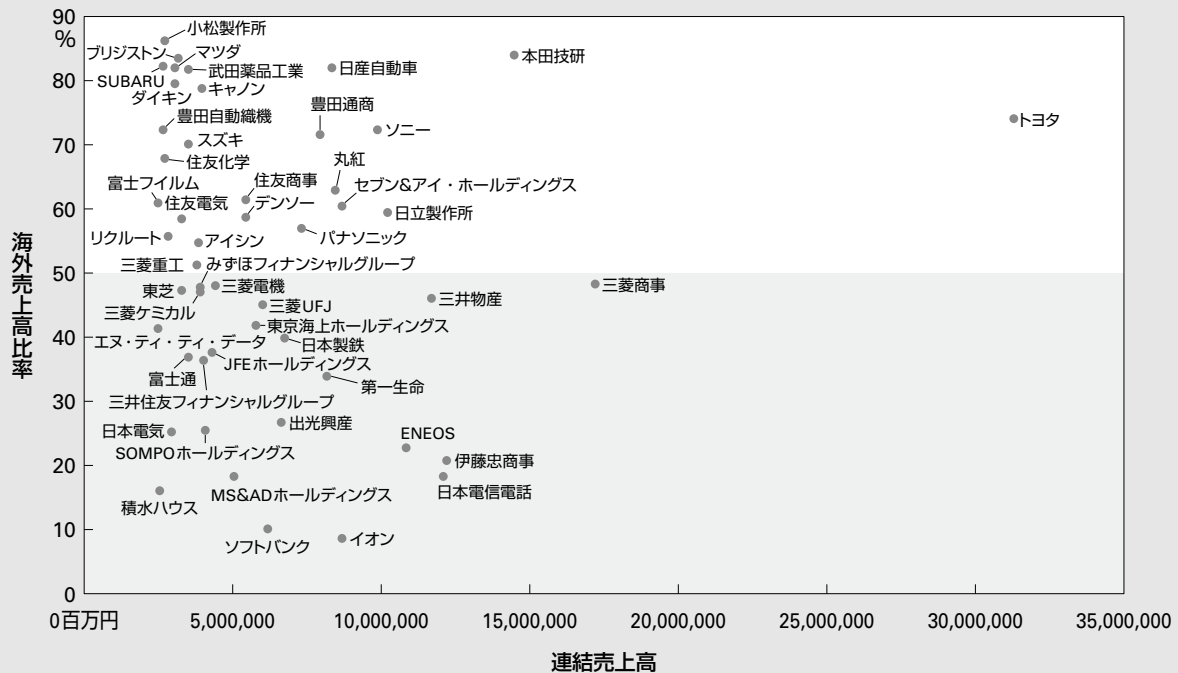 90
%
小松製作所
ブリジストン
マツダ
本田技研
SUBARU
武田薬品工業
日産自動車
80
ダイキン
キャノン
豊田自動織機
豊田通商
ソニー
トヨタ
70
スズキ
住友化学
丸紅
富士フイルム
住友商事
セブン&アイ・ホールディングス
60
住友電気
デンソー
日立製作所
リクルート
アイシン
パナソニック
三菱重工
みずほフィナンシャルグループ
50
東芝
三菱電機
三菱商事
三菱ケミカル
三菱UFJ
三井物産
東京海上ホールディングス
40
エヌ・ティ・ティ・データ
日本製鉄
富士通
JFEホールディングス
第一生命
30
三井住友フィナンシャルグループ
日本電気
出光興産
ENEOS
SOMPOホールディングス
伊藤忠商事
20
積水ハウス
MS&ADホールディングス
日本電信電話
10
ソフトバンク
イオン
0
海外売上高比率
0百万円
5,000,000
10,000,000
15,000,000
20,000,000
25,000,000
30,000,000
35,000,000
連結売上高